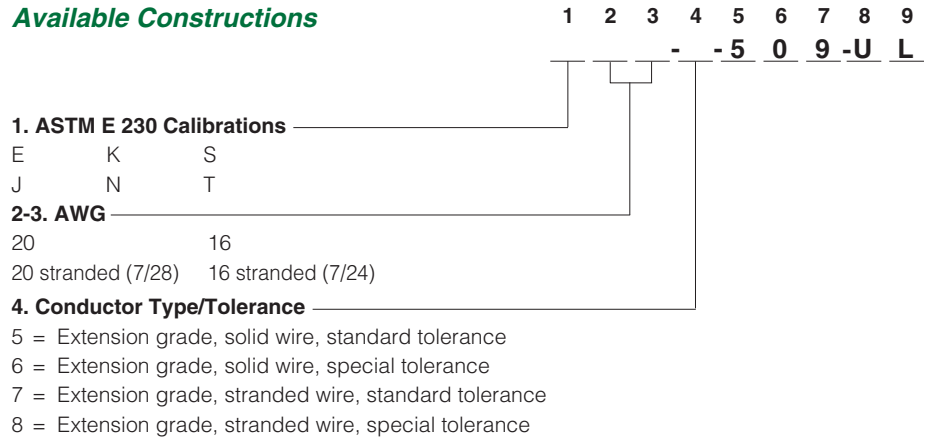 Available Constructions 1 2 3 4 5 6 7 8 9
- - 5 0 9 -U L
1. ASTM E 230 Calibrations
E K S
J N T
2-3. AWG
20 16
20 stranded (7/28) 16 stranded (7/24)
4. Conductor Type/Tolerance
5 = Extension grade, solid wire, standard tolerance
6 = Extension grade, solid wire, special tolerance
7 = Extension grade, stranded wire, standard tolerance
8 = Extension grade, stranded wire, special tolerance